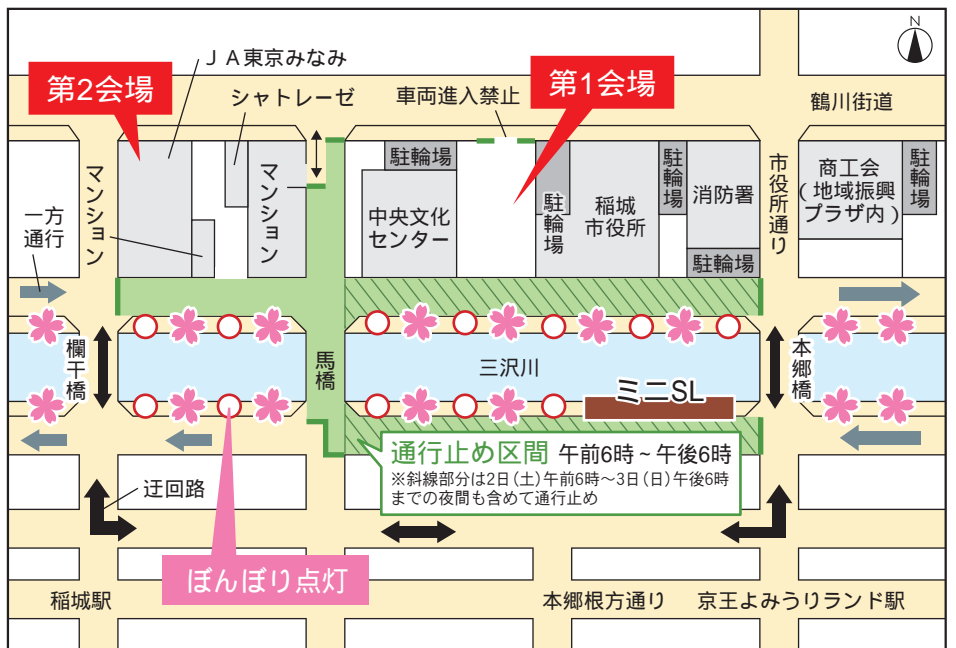 N
JA東京みなみ
第2会場
シャトレーゼ
車両進入禁止
第1会場
鶴川街道
マンション
一方
通行
マンション
駐輪場
中央文化
センター
駐輪場
稲城
市役所
駐輪場
消防署
駐輪場
市役所通り
商工会
(地域振興
プラザ内)
駐輪場
欄干橋
馬橋
三沢川
ミニSL
本郷橋
通行止め区間 午前6時~午後6時
※斜線部分は2日(土)午前6時~3日(日)午後6時
までの夜間も含めて通行止め
迂回路
ぼんぼり点灯
稲城駅
本郷根方通り
京王よみうりランド駅